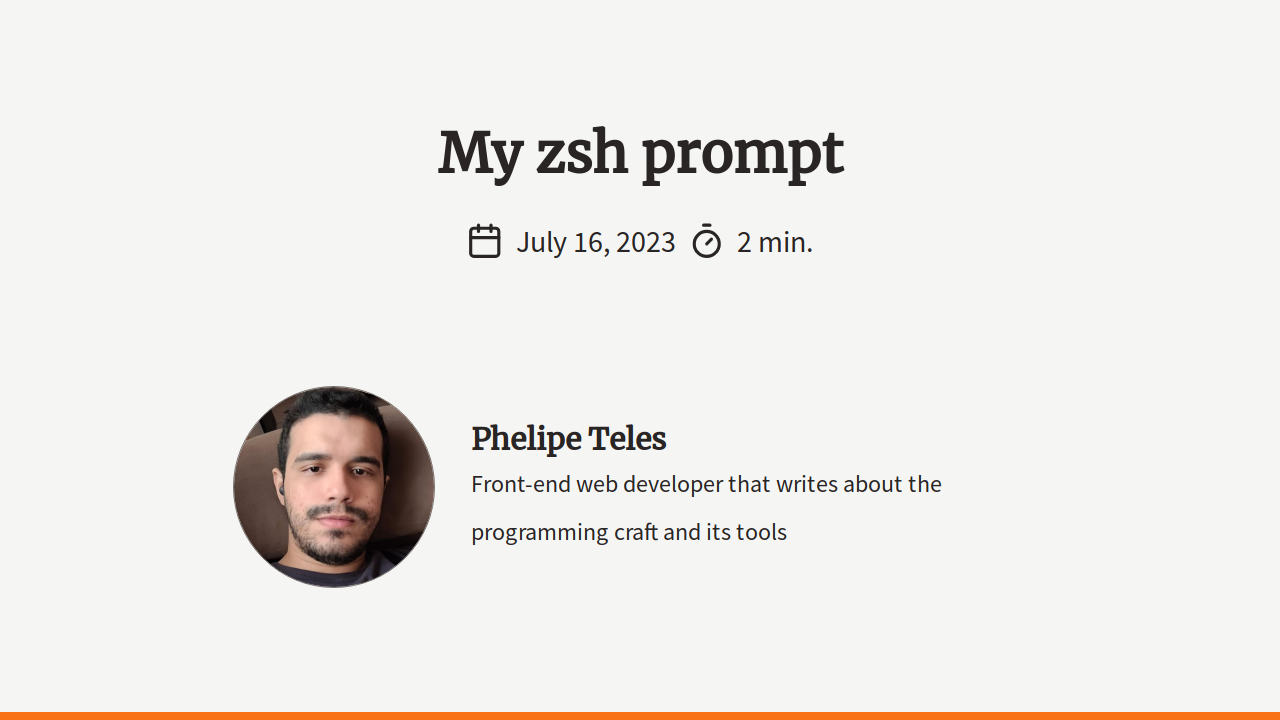 My zsh prompt
July 16, 2023 2 min.
Phelipe Teles
Front-end web developer that writes about the
programming craft and its tools